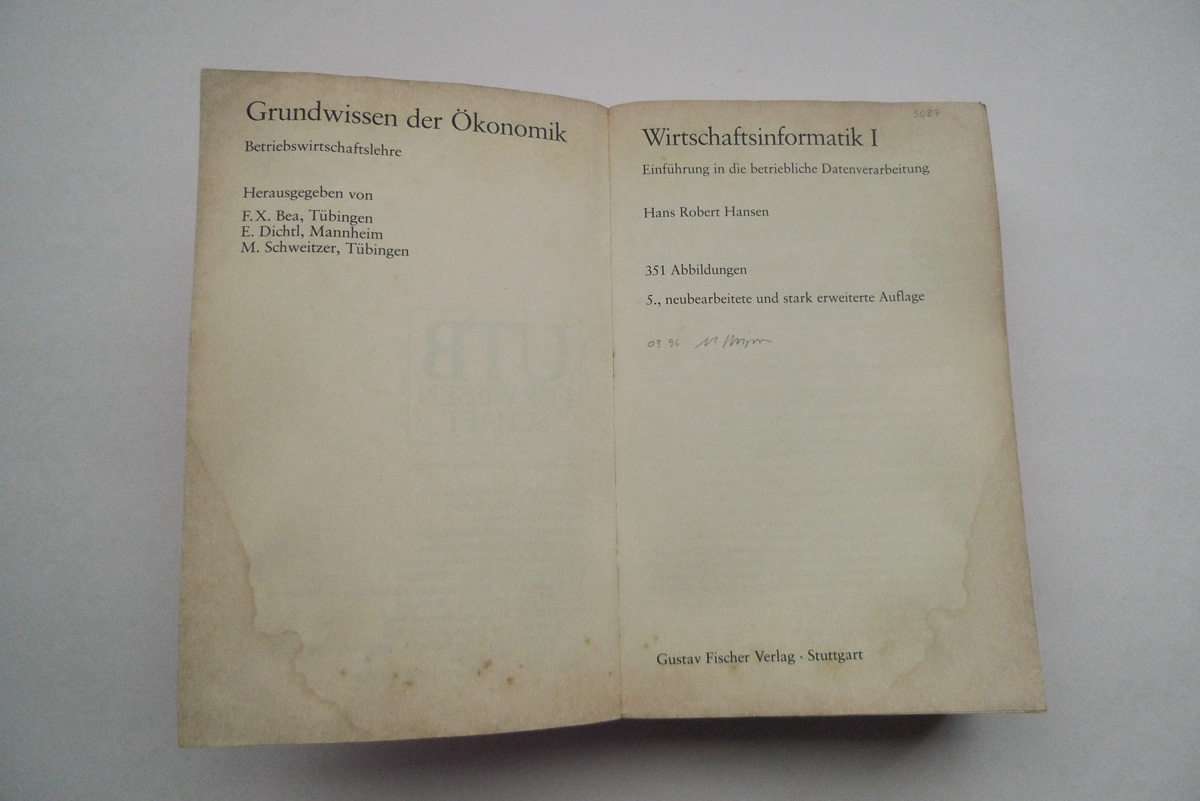 Grundwissen der Ökonomik
Betriebswirtschaftslehre
Herausgegeben von
F. X. Bea, Tübingen
E. Dichtl, Mannheim
M. Schweitzer, Tübingen
5087
Wirtschaftsinformatik I
Einführung in die betriebliche Datenverarbeitung
Hans Robert Hansen
351 Abbildungen
5., neubearbeitete und stark erweiterte Auflage
03 96
Gustav Fischer Verlag · Stuttgart